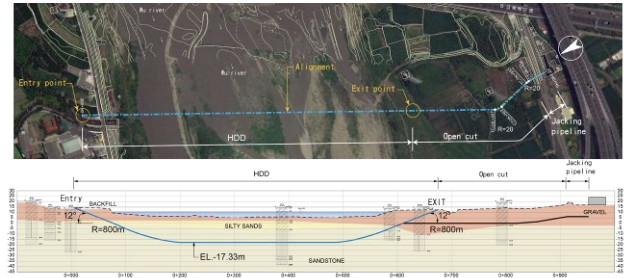 Wu river
Wu river
Alignment
Entry point
Exit point
R=20
R=20
HDD
Open cut
Jacking
pipeline
HDD
Open cut
Jacking
pipeline
Entry
BACKFILL
EXIT
GRAVEL
12°
12°
R=800m
SILTY SANDS
R=800m
EL.-17.33m
SANDSTONE
0+000
0+100
0+200
0+300
0+400
0+500
0+600
0+700
0+800
0+900